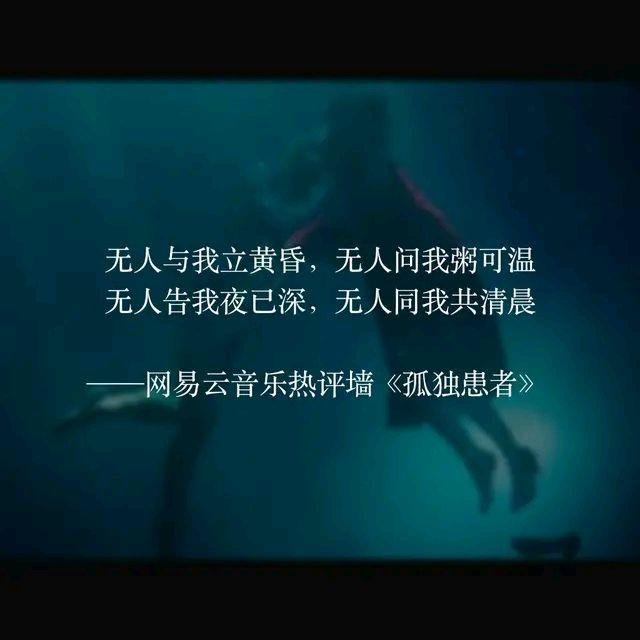 无人与我立黄昏，无人问我粥可温
无人告我夜已深，无人同我共清晨
——网易云音乐热评墙《孤独患者》